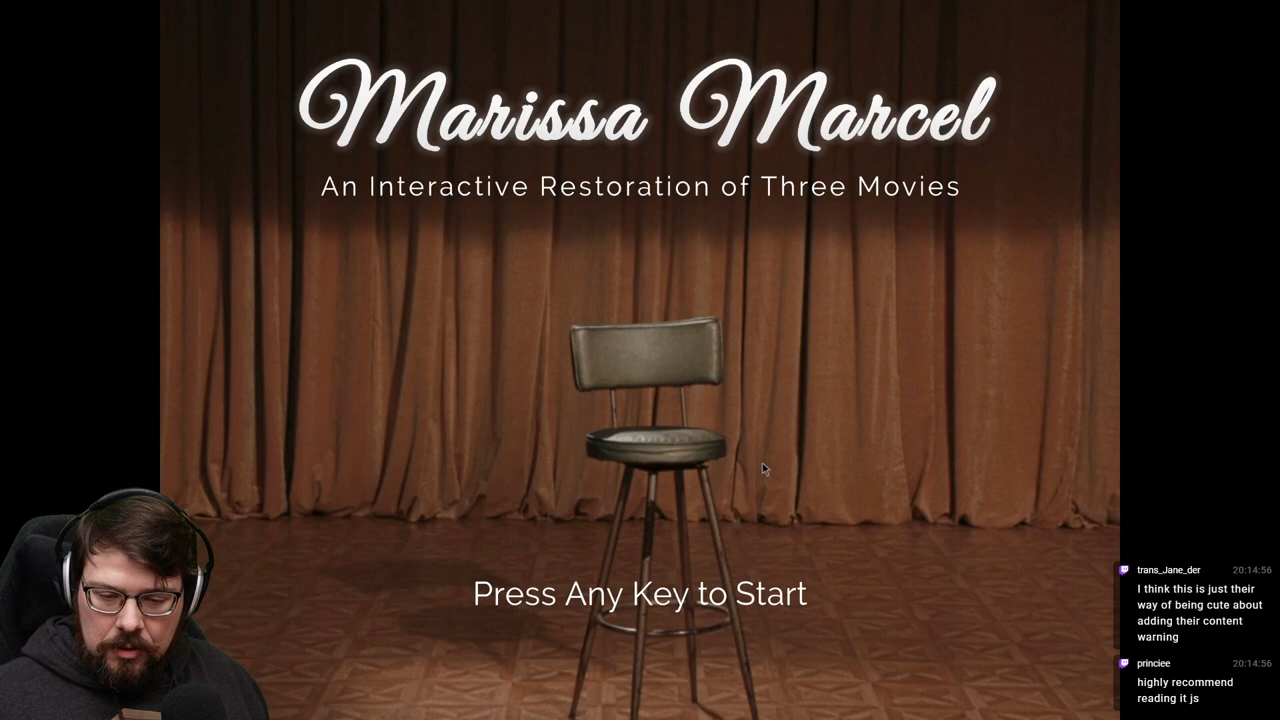 Marissa Marcel
An Interactive Restoration of Three Movies
Press Any Key to Start
trans_Jane_der 20:14:56
I think this is just their
way of being cute about
adding their content
warning
princiee 20:14:56
highly recommend
reading it js